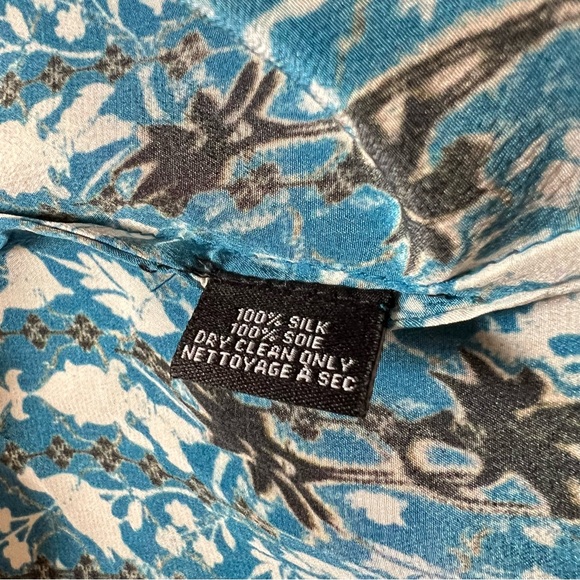 100% SILK
100% SOIE
DRY CLEAN ONLY
NETTOYAGE À SEC